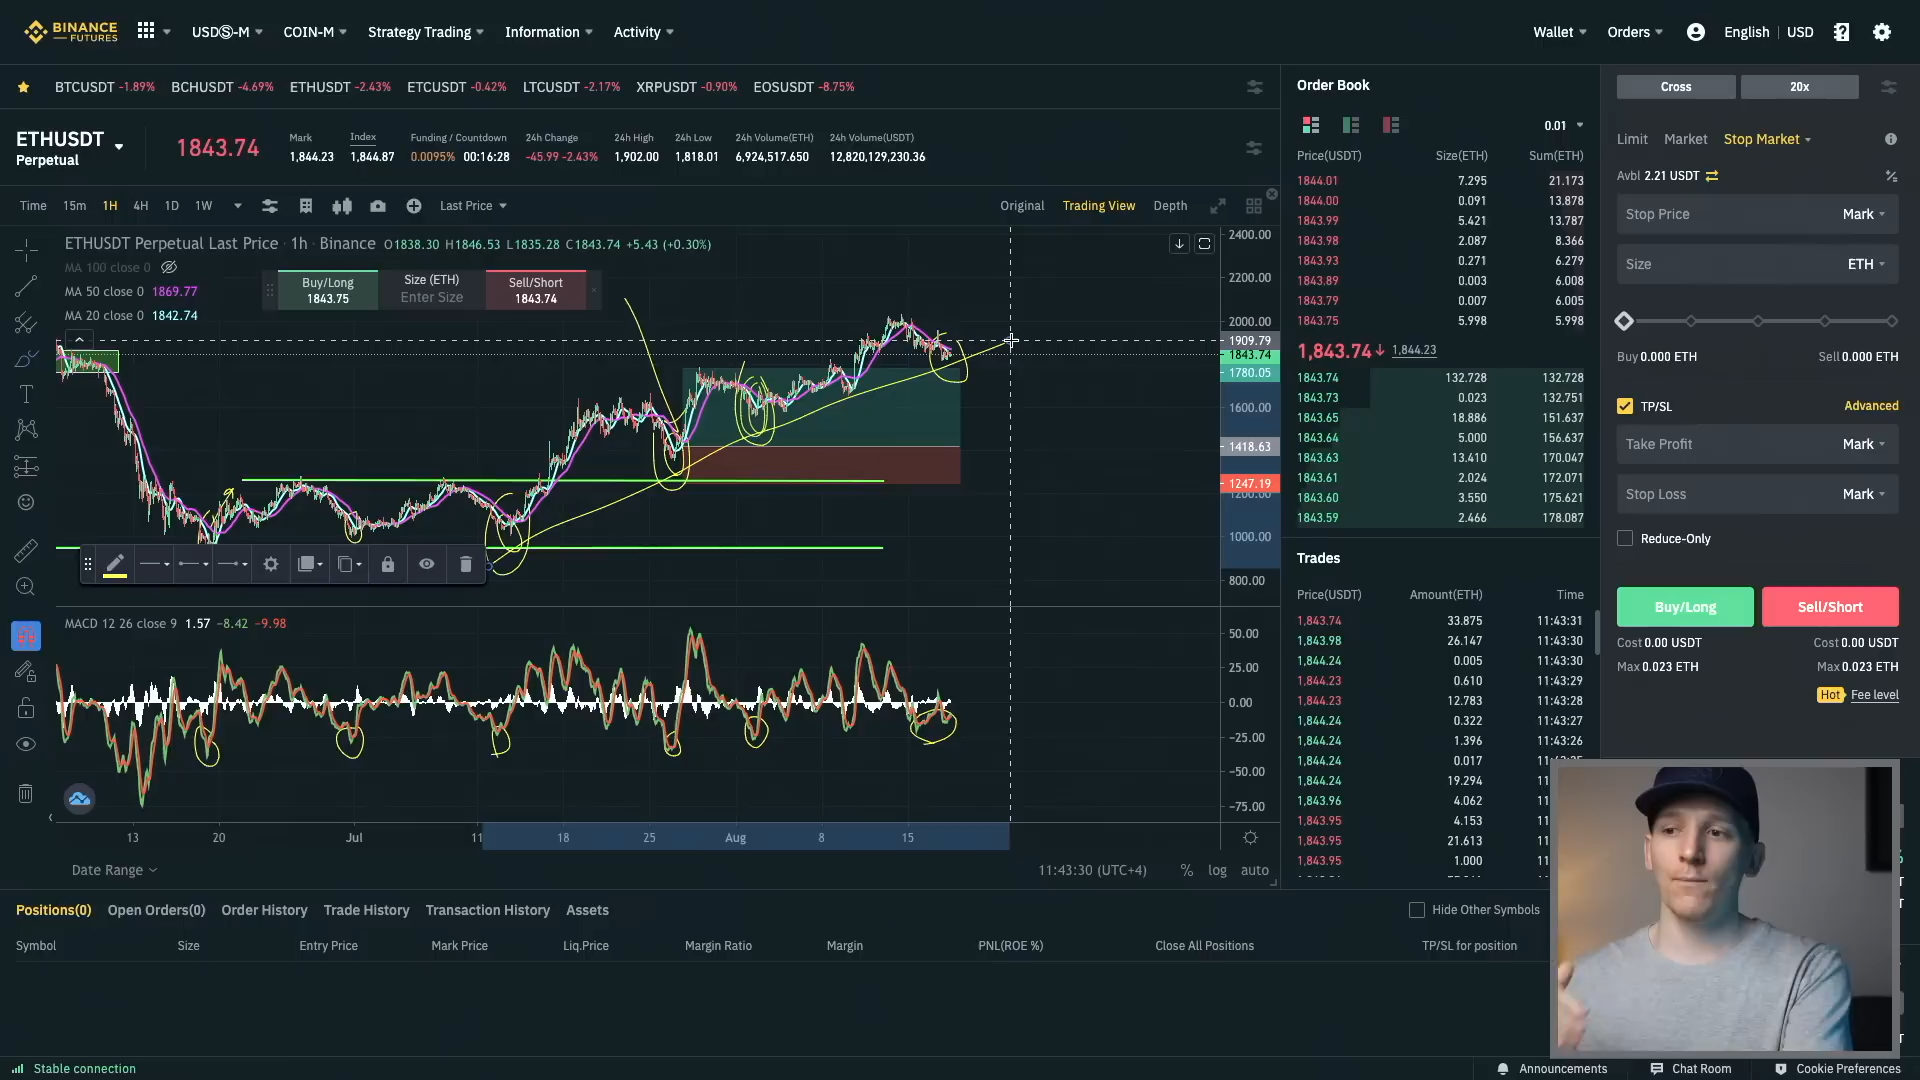 BINANCE
FUTURES
USDⓈ-M
COIN-M
Strategy Trading
Information
Activity
Wallet
Orders
English | USD
BTCUSDT -1.89% BCHUSDT -4.69% ETHUSDT -2.43% ETCUSDT -0.42% LTCUSDT -2.17% XRPUSDT -0.90% EOSUSDT -8.75%
ETHUSDT
Perpetual
1843.74
Mark
1,844.23
Index
1,844.87
Funding / Countdown
0.0095% 00:16:28
24h Change
-45.99 -2.43%
24h High
1,902.00
24h Low
1,818.01
24h Volume(ETH)
6,924,517.650
24h Volume(USDT)
12,820,129,230.36
Time 15m 1H 4H 1D 1W
Last Price
Original Trading View Depth
ETHUSDT Perpetual Last Price · 1h · Binance O1838.30 H1846.53 L1835.28 C1843.74 +5.43 (+0.30%)
MA 100 close 0
MA 50 close 0 1869.77
MA 20 close 0 1842.74
Buy/Long
1843.75
Size (ETH)
Enter Size
Sell/Short
1843.74
2400.00
2200.00
2000.00
1909.79
1843.74
1780.05
1600.00
1418.63
1247.19
1200.00
1000.00
800.00
MACD 12 26 close 9 1.57 −8.42 −9.98
50.00
25.00
0.00
−25.00
−50.00
−75.00
13 20 Jul 11 18 25 Aug 8 15
Date Range
11:43:30 (UTC+4) % log auto
Order Book
0.01
Price(USDT) Size(ETH) Sum(ETH)
1844.01 7.295 21.173
1844.00 0.091 13.878
1843.99 5.421 13.787
1843.98 2.087 8.366
1843.93 0.271 6.279
1843.89 0.003 6.008
1843.79 0.007 6.005
1843.75 5.998 5.998
1,843.74↓ 1,844.23
1843.74 132.728 132.728
1843.73 0.023 132.751
1843.65 18.886 151.637
1843.64 5.000 156.637
1843.63 13.410 170.047
1843.61 2.024 172.071
1843.60 3.550 175.621
1843.59 2.466 178.087
Trades
Price(USDT) Amount(ETH) Time
1,843.74 33.875 11:43:31
1,843.98 26.147 11:43:30
1,844.24 0.005 11:43:30
1,844.23 0.610 11:43:29
1,844.23 12.783 11:43:28
1,844.24 0.322 11:43:27
1,844.24 1.396 11:43:26
1,844.24 0.017
1,844.24 19.294
1,843.96 4.062
1,843.95 4.153
1,843.95 21.613
1,843.95 1.000
Cross 20x
Limit Market Stop Market
Avbl 2.21 USDT
Stop Price Mark
Size ETH
Buy 0.000 ETH Sell 0.000 ETH
TP/SL Advanced
Take Profit Mark
Stop Loss Mark
Reduce-Only
Buy/Long Sell/Short
Cost 0.00 USDT Cost 0.00 USDT
Max 0.023 ETH Max 0.023 ETH
Hot Fee level
Positions(0) Open Orders(0) Order History Trade History Transaction History Assets
Hide Other Symbols
Symbol Size Entry Price Mark Price Liq.Price Margin Ratio Margin PNL(ROE %) Close All Positions TP/SL for position
Stable connection
Announcements Chat Room Cookie Preferences